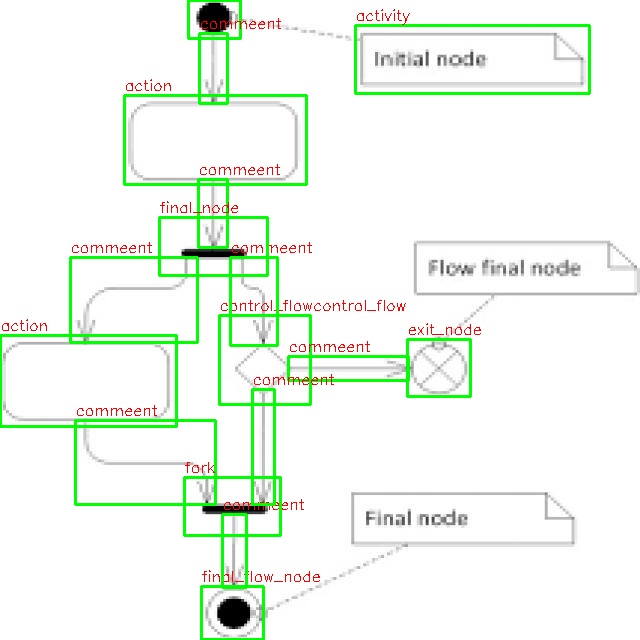 commeent
activity
Initial node
action
commeent
final_node
commeent
commeent
Flow final node
control_flowcontrol_flow
action
exit_node
commeent
commeent
commeent
fork
commeent
Final node
final_flow_node